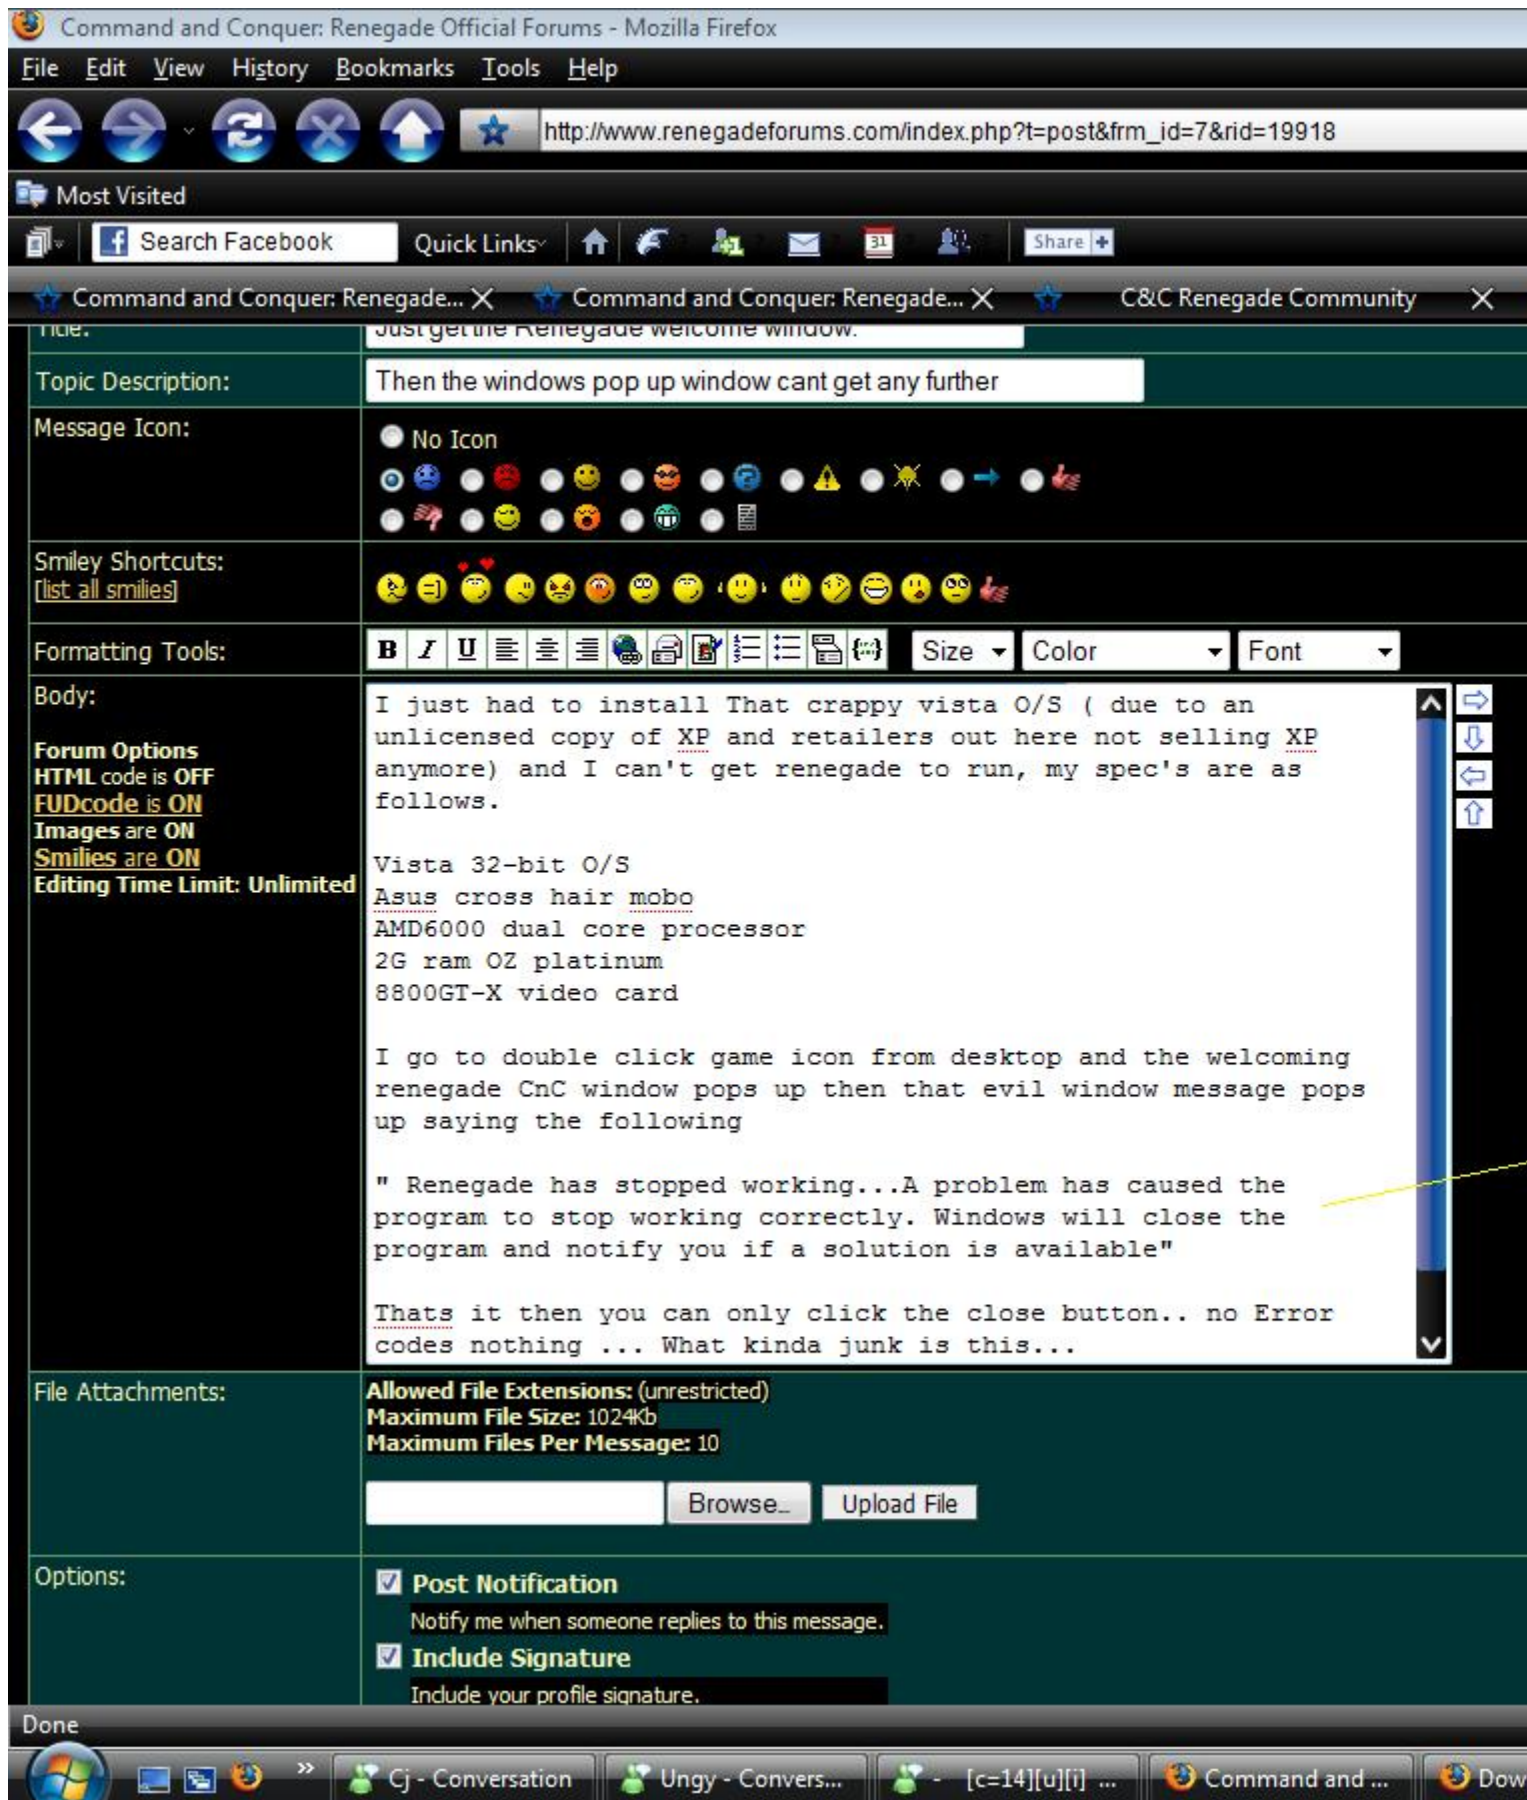 Command and Conquer: Renegade Official Forums - Mozilla Firefox
File Edit View History Bookmarks Tools Help
http://www.renegadeforums.com/index.php?t=post&frm_id=7&rid=19918
Most Visited
Search Facebook Quick Links 31 Share
Command and Conquer: Renegade... Command and Conquer: Renegade... C&C Renegade Community
Title: Just get the Renegade welcome window.
Topic Description: Then the windows pop up window cant get any further
Message Icon:
No Icon
Smiley Shortcuts:
[list all smilies]
Formatting Tools: B I U Size Color Font
Body:
Forum Options
HTML code is OFF
FUDcode is ON
Images are ON
Smilies are ON
Editing Time Limit: Unlimited
I just had to install That crappy vista O/S ( due to an
unlicensed copy of XP and retailers out here not selling XP
anymore) and I can't get renegade to run, my spec's are as
follows.
Vista 32-bit O/S
Asus cross hair mobo
AMD6000 dual core processor
2G ram OZ platinum
8800GT-X video card
I go to double click game icon from desktop and the welcoming
renegade CnC window pops up then that evil window message pops
up saying the following
" Renegade has stopped working...A problem has caused the
program to stop working correctly. Windows will close the
program and notify you if a solution is available"
Thats it then you can only click the close button.. no Error
codes nothing ... What kinda junk is this...
File Attachments:
Allowed File Extensions: (unrestricted)
Maximum File Size: 1024Kb
Maximum Files Per Message: 10
Browse... Upload File
Options:
Post Notification
Notify me when someone replies to this message.
Include Signature
Include your profile signature.
Done
» Cj - Conversation Ungy - Convers... - [c=14][u][i] ... Command and ... Dow